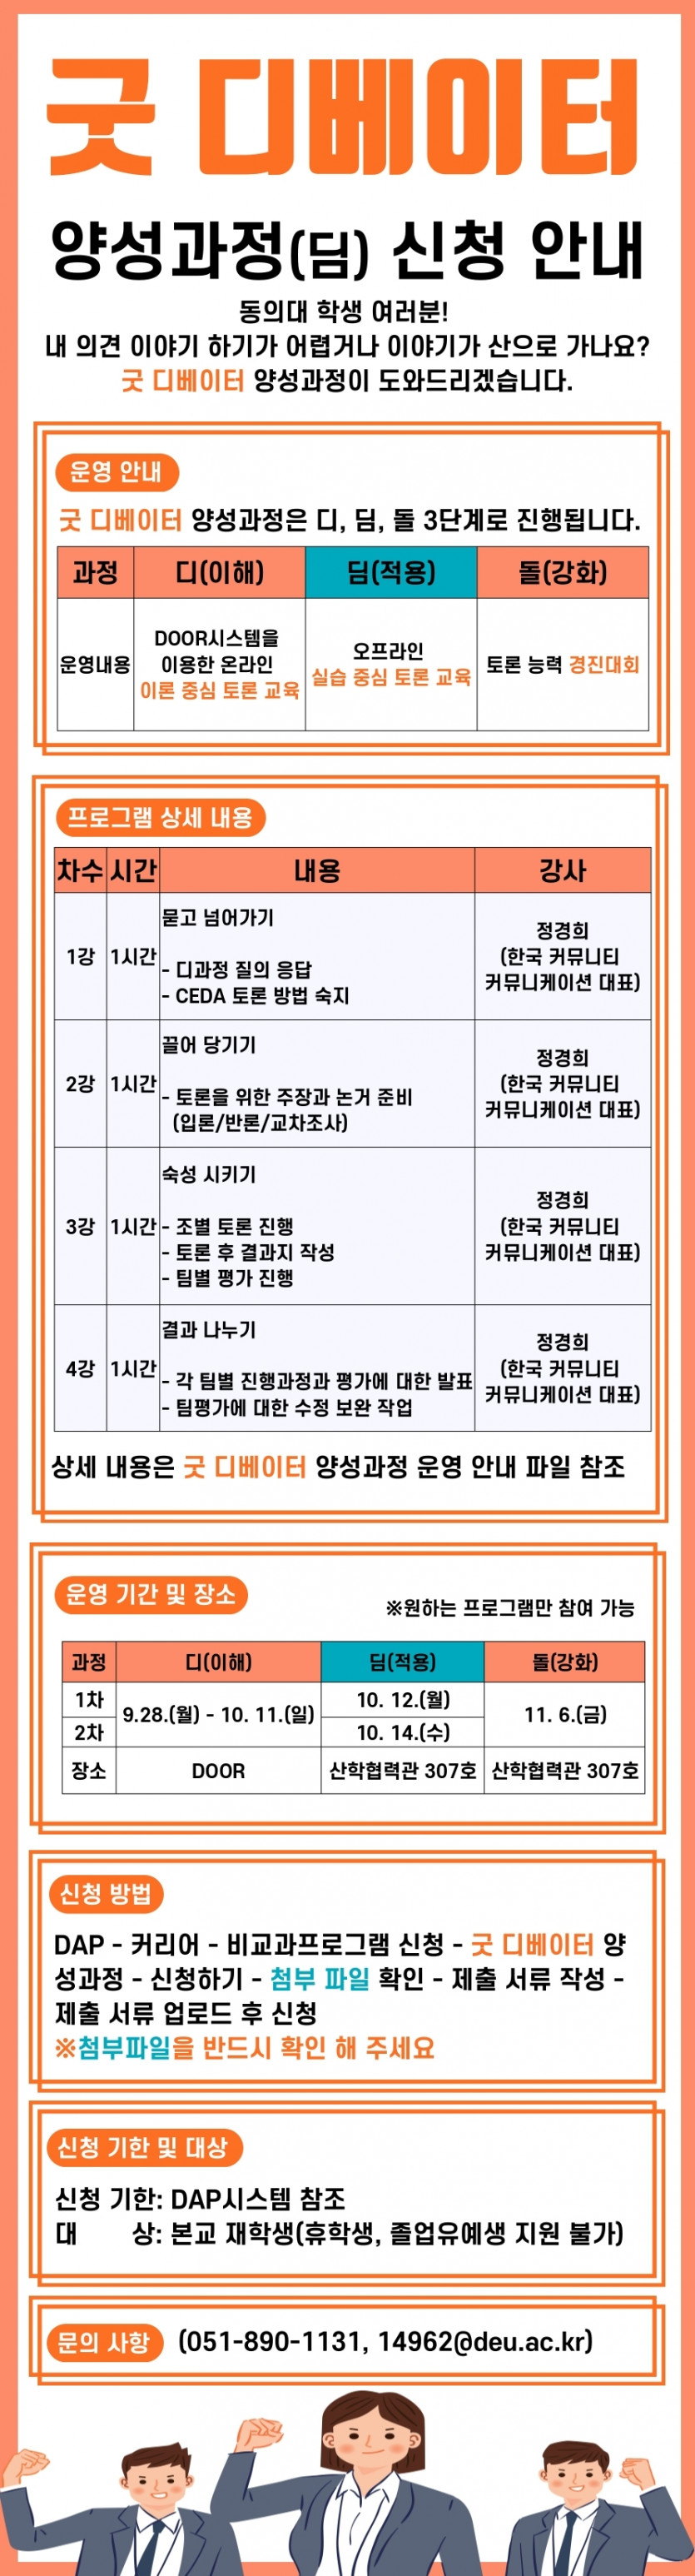 굿 디베이터
양성과정(딤) 신청 안내
동의대 학생 여러분!
내 의견 이야기 하기가 어렵거나 이야기가 산으로 가나요?
굿 디베이터 양성과정이 도와드리겠습니다.
운영 안내
굿 디베이터 양성과정은 디, 딤, 돌 3단계로 진행됩니다.
과정 디(이해) 딤(적용) 돌(강화)
운영내용
DOOR시스템을
이용한 온라인
이론 중심 토론 교육
오프라인
실습 중심 토론 교육
토론 능력 경진대회
프로그램 상세 내용
차수 시간 내용 강사
1강 1시간
묻고 넘어가기
- 디과정 질의 응답
- CEDA 토론 방법 숙지
정경희
(한국 커뮤니티
커뮤니케이션 대표)
2강 1시간
끌어 당기기
- 토론을 위한 주장과 논거 준비
(입론/반론/교차조사)
정경희
(한국 커뮤니티
커뮤니케이션 대표)
3강 1시간
숙성 시키기
- 조별 토론 진행
- 토론 후 결과지 작성
- 팀별 평가 진행
정경희
(한국 커뮤니티
커뮤니케이션 대표)
4강 1시간
결과 나누기
- 각 팀별 진행과정과 평가에 대한 발표
- 팀평가에 대한 수정 보완 작업
정경희
(한국 커뮤니티
커뮤니케이션 대표)
상세 내용은 굿 디베이터 양성과정 운영 안내 파일 참조
운영 기간 및 장소
※원하는 프로그램만 참여 가능
과정 디(이해) 딤(적용) 돌(강화)
1차 9.28.(월) - 10. 11.(일) 10. 12.(월) 11. 6.(금)
2차 10. 14.(수)
장소 DOOR 산학협력관 307호 산학협력관 307호
신청 방법
DAP - 커리어 - 비교과프로그램 신청 - 굿 디베이터 양
성과정 - 신청하기 - 첨부 파일 확인 - 제출 서류 작성 -
제출 서류 업로드 후 신청
※첨부파일을 반드시 확인 해 주세요
신청 기한 및 대상
신청 기한: DAP시스템 참조
대 상: 본교 재학생(휴학생, 졸업유예생 지원 불가)
문의 사항 (051-890-1131, 14962@deu.ac.kr)